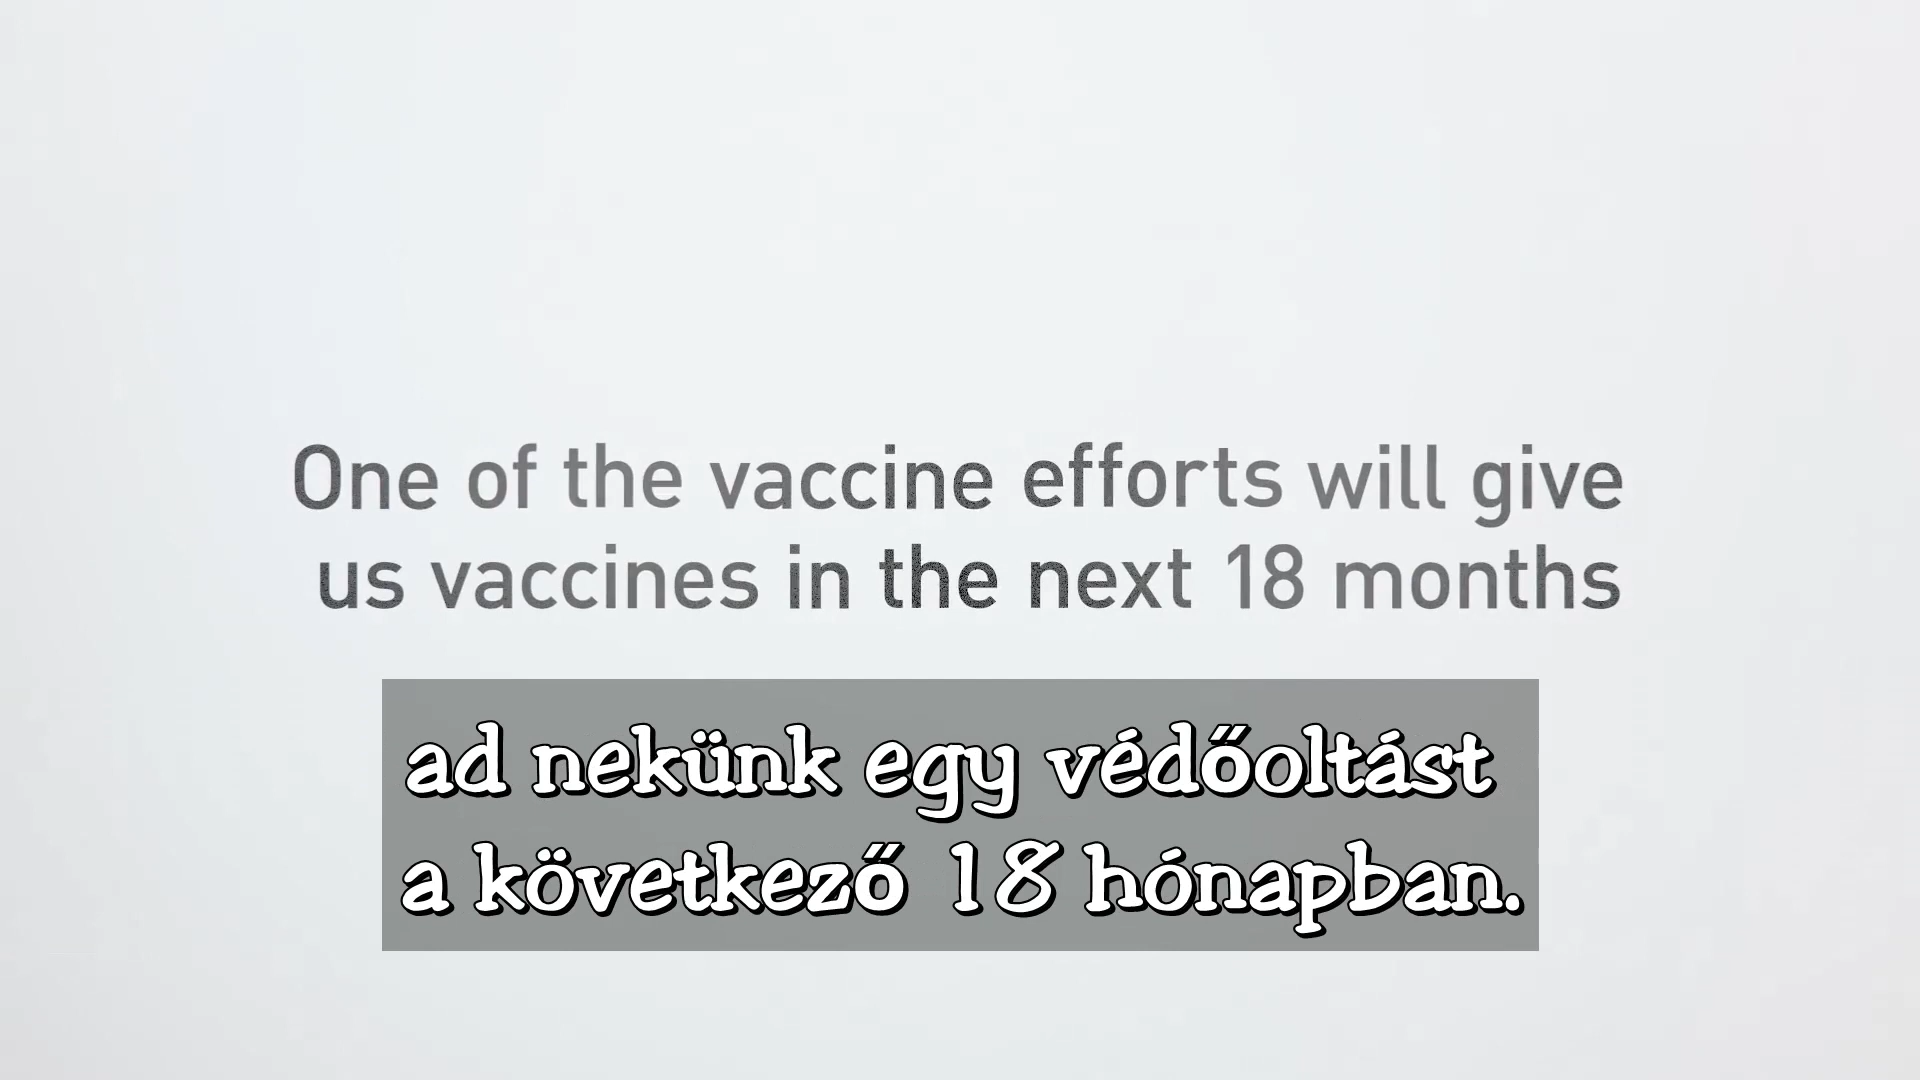 One of the vaccine efforts will give
us vaccines in the next 18 months
ad nekünk egy védőoltást
a következő 18 hónapban.